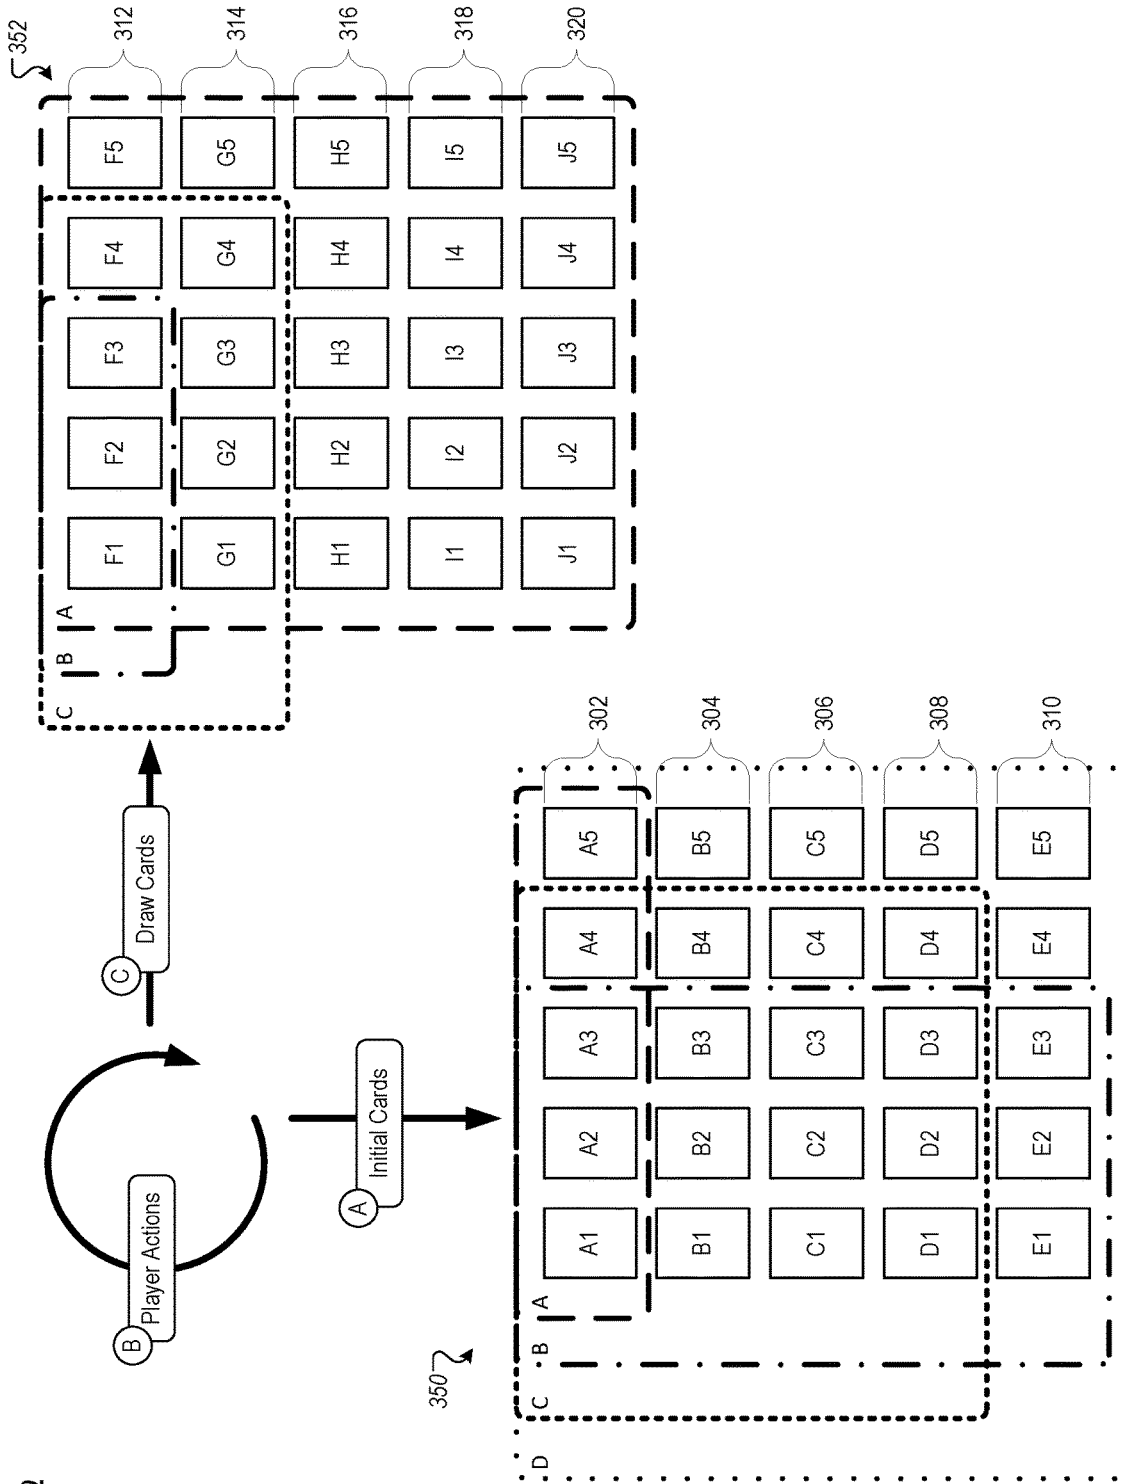 B
Player Actions
C
Draw Cards
352
C B A
F1 F2 F3 F4 F5 312
G1 G2 G3 G4 G5 314
H1 H2 H3 H4 H5 316
I1 I2 I3 I4 I5 318
J1 J2 J3 J4 J5 320
A
Initial Cards
350
D C B A
A1 A2 A3 A4 A5 302
B1 B2 B3 B4 B5 304
C1 C2 C3 C4 C5 306
D1 D2 D3 D4 D5 308
E1 E2 E3 E4 E5 310